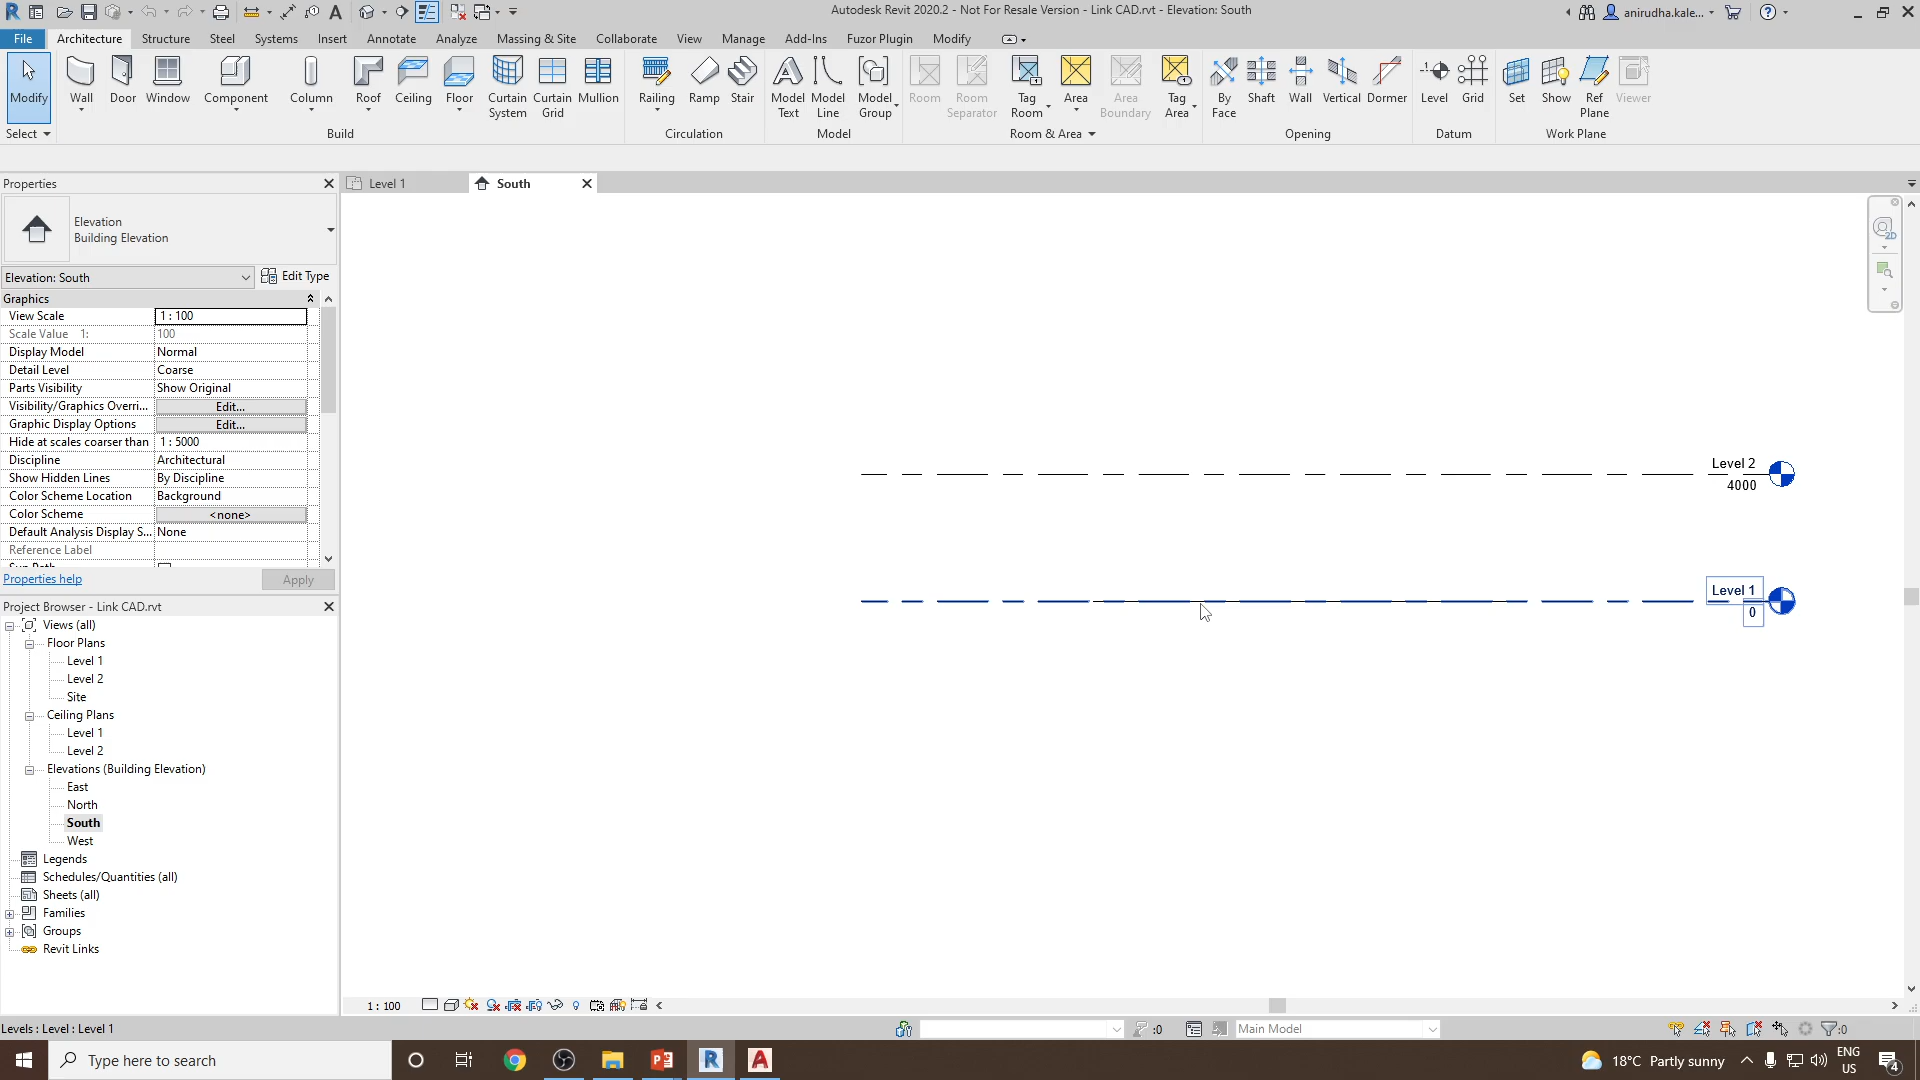 Autodesk Revit 2020.2 - Not For Resale Version - Link CAD.rvt - Elevation: South
anirudha.kale...
File Architecture Structure Steel Systems Insert Annotate Analyze Massing & Site Collaborate View Manage Add-Ins Fuzor Plugin Modify
Modify Wall Door Window Component Column Roof Ceiling Floor Curtain System Curtain Grid Mullion Railing Ramp Stair Model Text Model Line Model Group Room Room Separator Tag Room Area Area Boundary Tag Area By Face Shaft Wall Vertical Dormer Level Grid Set Show Ref Plane Viewer
Select Build Circulation Model Room & Area Opening Datum Work Plane
Properties
Level 1
South
Elevation
Building Elevation
Elevation: South
Edit Type
Graphics
View Scale 1 : 100
Scale Value 1: 100
Display Model Normal
Detail Level Coarse
Parts Visibility Show Original
Visibility/Graphics Overri... Edit...
Graphic Display Options Edit...
Hide at scales coarser than 1 : 5000
Discipline Architectural
Show Hidden Lines By Discipline
Color Scheme Location Background
Color Scheme <none>
Default Analysis Display S... None
Reference Label
Properties help
Apply
Project Browser - Link CAD.rvt
Views (all)
Floor Plans
Level 1
Level 2
Site
Ceiling Plans
Level 1
Level 2
Elevations (Building Elevation)
East
North
South
West
Legends
Schedules/Quantities (all)
Sheets (all)
Families
Groups
Revit Links
2D
Level 2
4000
Level 1
0
1 : 100
Levels : Level : Level 1
:0
Main Model
:0
Type here to search
18°C Partly sunny
ENG
US
4